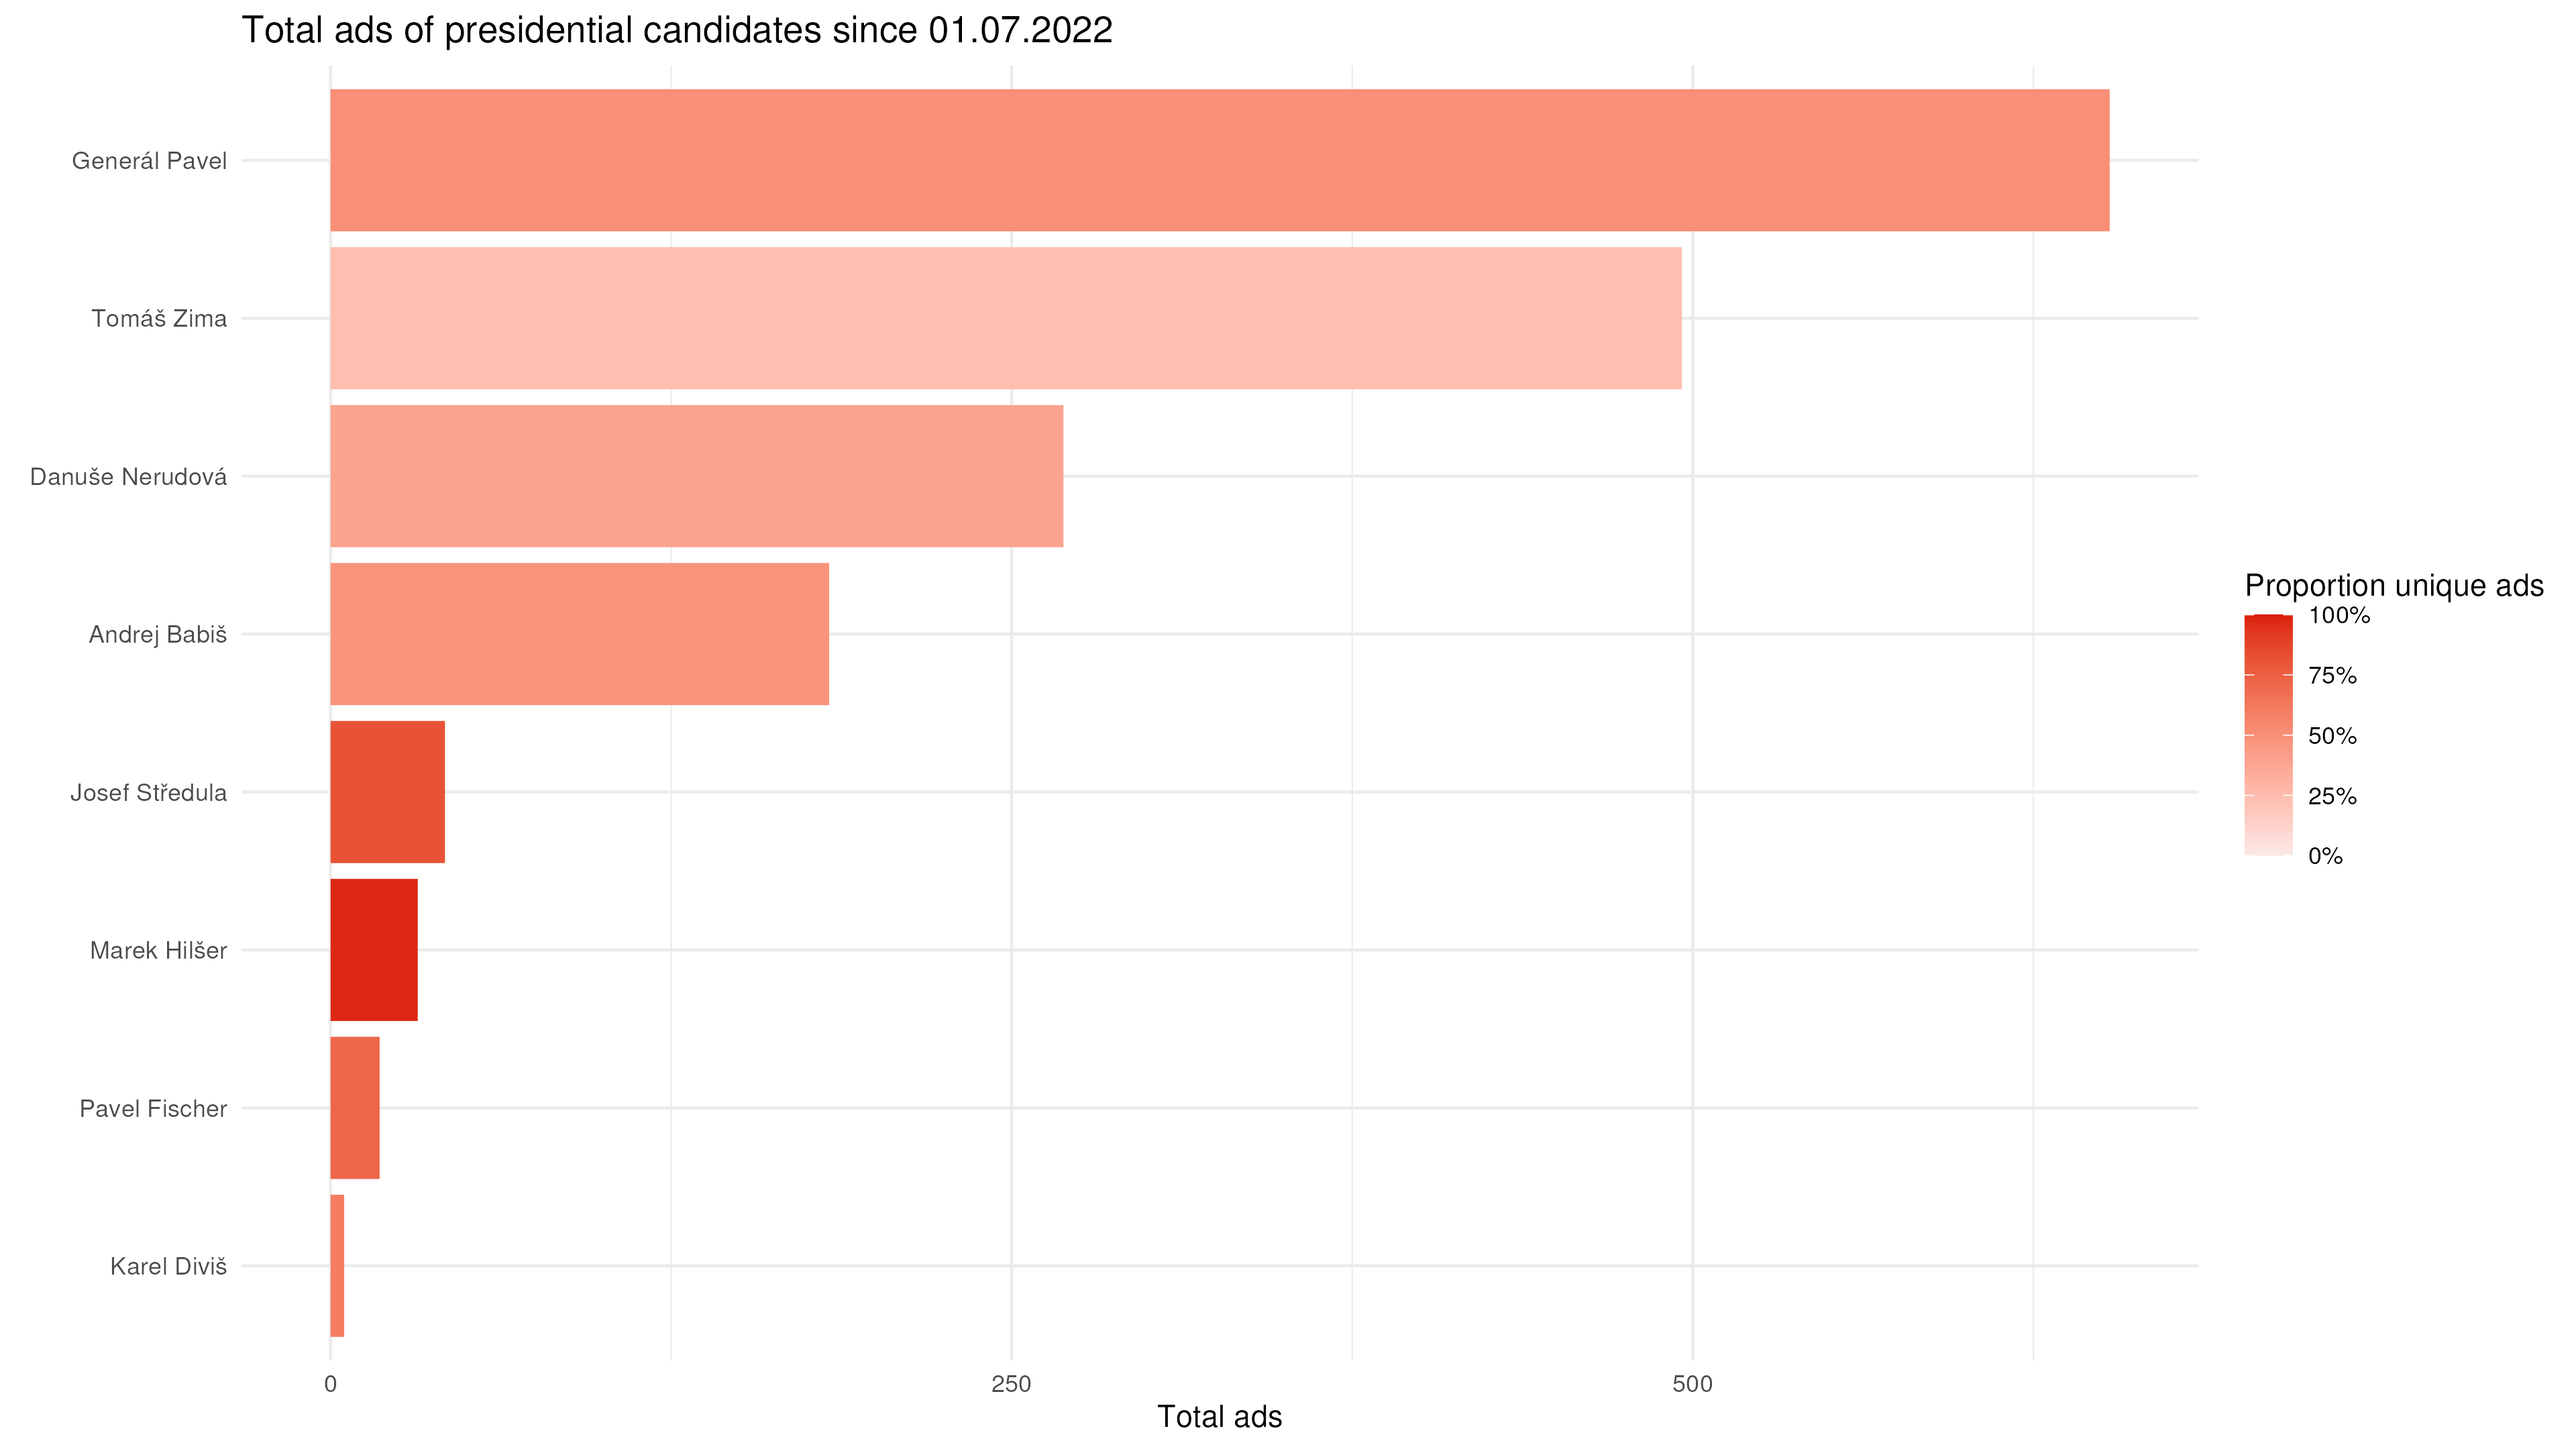 Total ads of presidential candidates since 01.07.2022
Generál Pavel
Tomáš Zima
Danuše Nerudová
Andrej Babiš
Josef Středula
Marek Hilšer
Pavel Fischer
Karel Diviš
0
250
500
Total ads
Proportion unique ads
100%
75%
50%
25%
0%